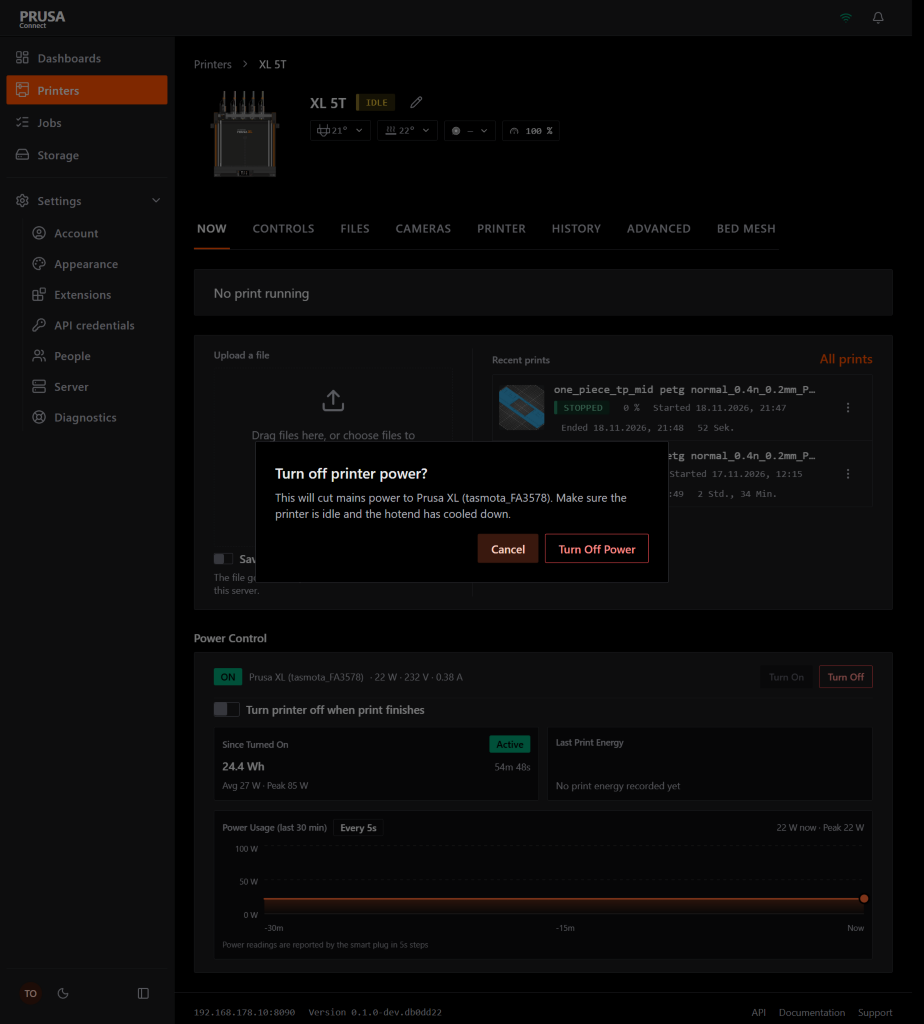 PRUSA
Connect
Dashboards
Printers
Jobs
Storage
Settings
Account
Appearance
Extensions
API credentials
People
Server
Diagnostics
TO
Printers > XL 5T
XL 5T IDLE
21° 22° – 100 %
NOW CONTROLS FILES CAMERAS PRINTER HISTORY ADVANCED BED MESH
No print running
Upload a file
Drag files here, or choose files to
Recent prints All prints
one_piece_tp_mid petg normal_0.4n_0.2mm_P…
STOPPED 0 % Started 18.11.2026, 21:47
Ended 18.11.2026, 21:48 52 Sek.
petg normal_0.4n_0.2mm_P…
Started 17.11.2026, 12:15
:49 2 Std., 34 Min.
Turn off printer power?
This will cut mains power to Prusa XL (tasmota_FA3578). Make sure the
printer is idle and the hotend has cooled down.
Cancel Turn Off Power
Sav
The file g
this server.
Power Control
ON Prusa XL (tasmota_FA3578) · 22 W · 232 V · 0.38 A Turn On Turn Off
Turn printer off when print finishes
Since Turned On Active
24.4 Wh 54m 48s
Avg 27 W · Peak 85 W
Last Print Energy
No print energy recorded yet
Power Usage (last 30 min) Every 5s 22 W now · Peak 22 W
100 W
50 W
0 W
-30m -15m Now
Power readings are reported by the smart plug in 5s steps
192.168.178.10:8090 Version 0.1.0-dev.db0dd22 API Documentation Support